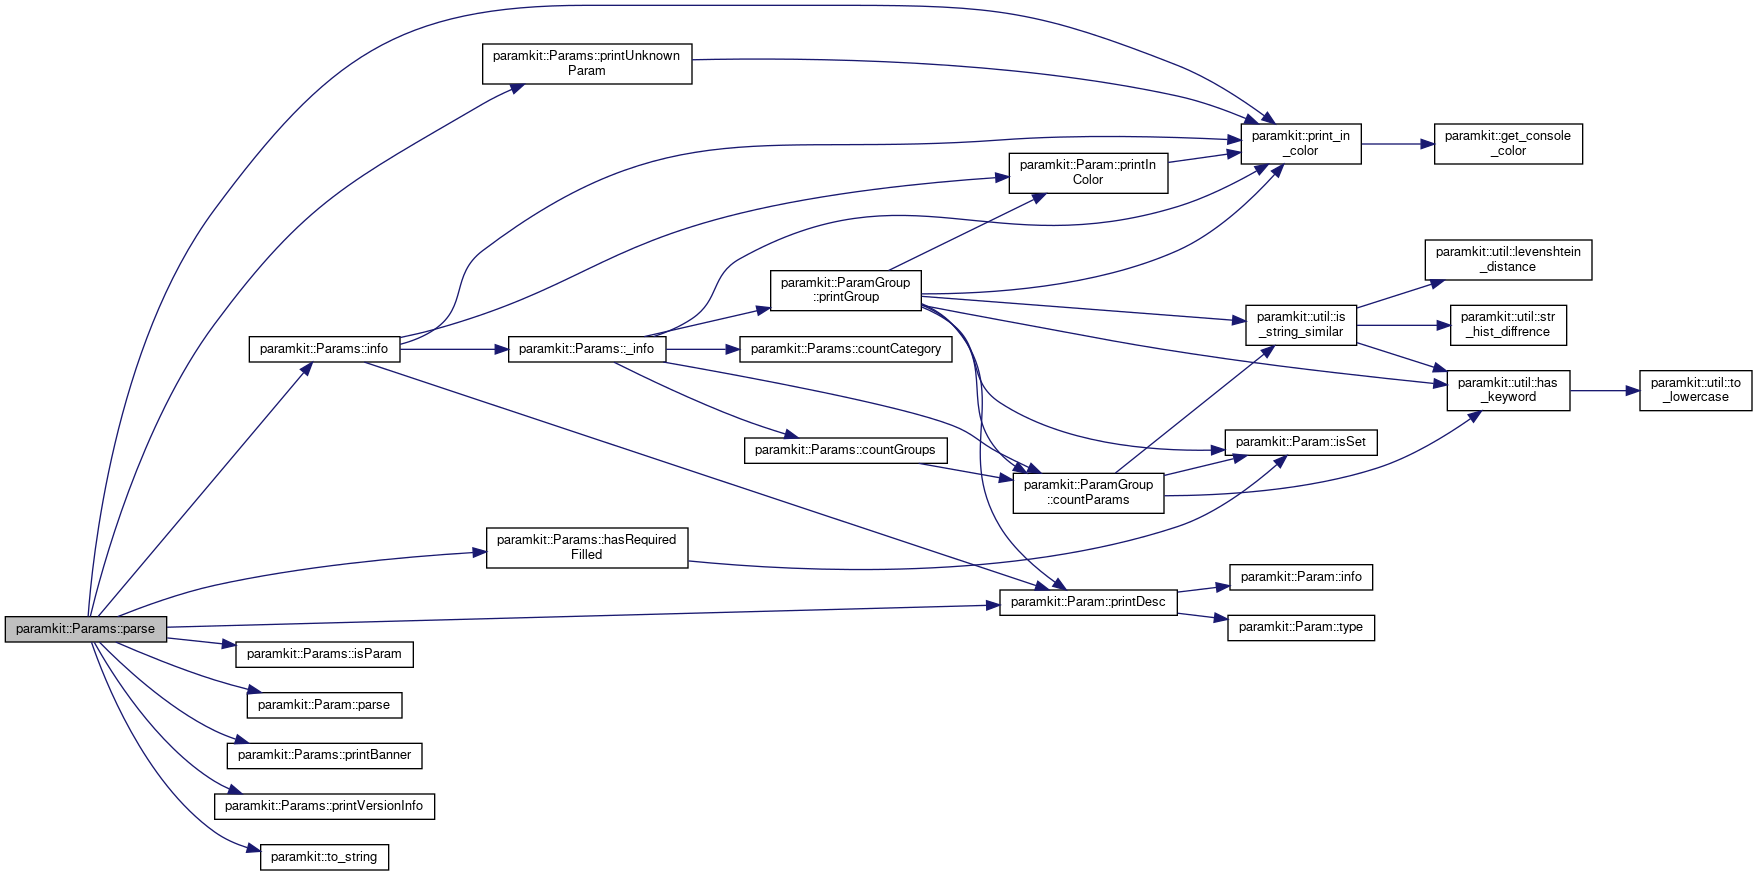 paramkit::Params::printUnknown
Param
paramkit::print_in
_color
paramkit::get_console
_color
paramkit::Param::printIn
Color
paramkit::util::levenshtein
_distance
paramkit::ParamGroup
::printGroup
paramkit::util::is
_string_similar
paramkit::util::str
_hist_diffrence
paramkit::Params::info
paramkit::Params::_info
paramkit::Params::countCategory
paramkit::util::has
_keyword
paramkit::util::to
_lowercase
paramkit::Params::countGroups
paramkit::Param::isSet
paramkit::ParamGroup
::countParams
paramkit::Params::hasRequired
Filled
paramkit::Param::info
paramkit::Param::printDesc
paramkit::Param::type
paramkit::Params::parse
paramkit::Params::isParam
paramkit::Param::parse
paramkit::Params::printBanner
paramkit::Params::printVersionInfo
paramkit::to_string